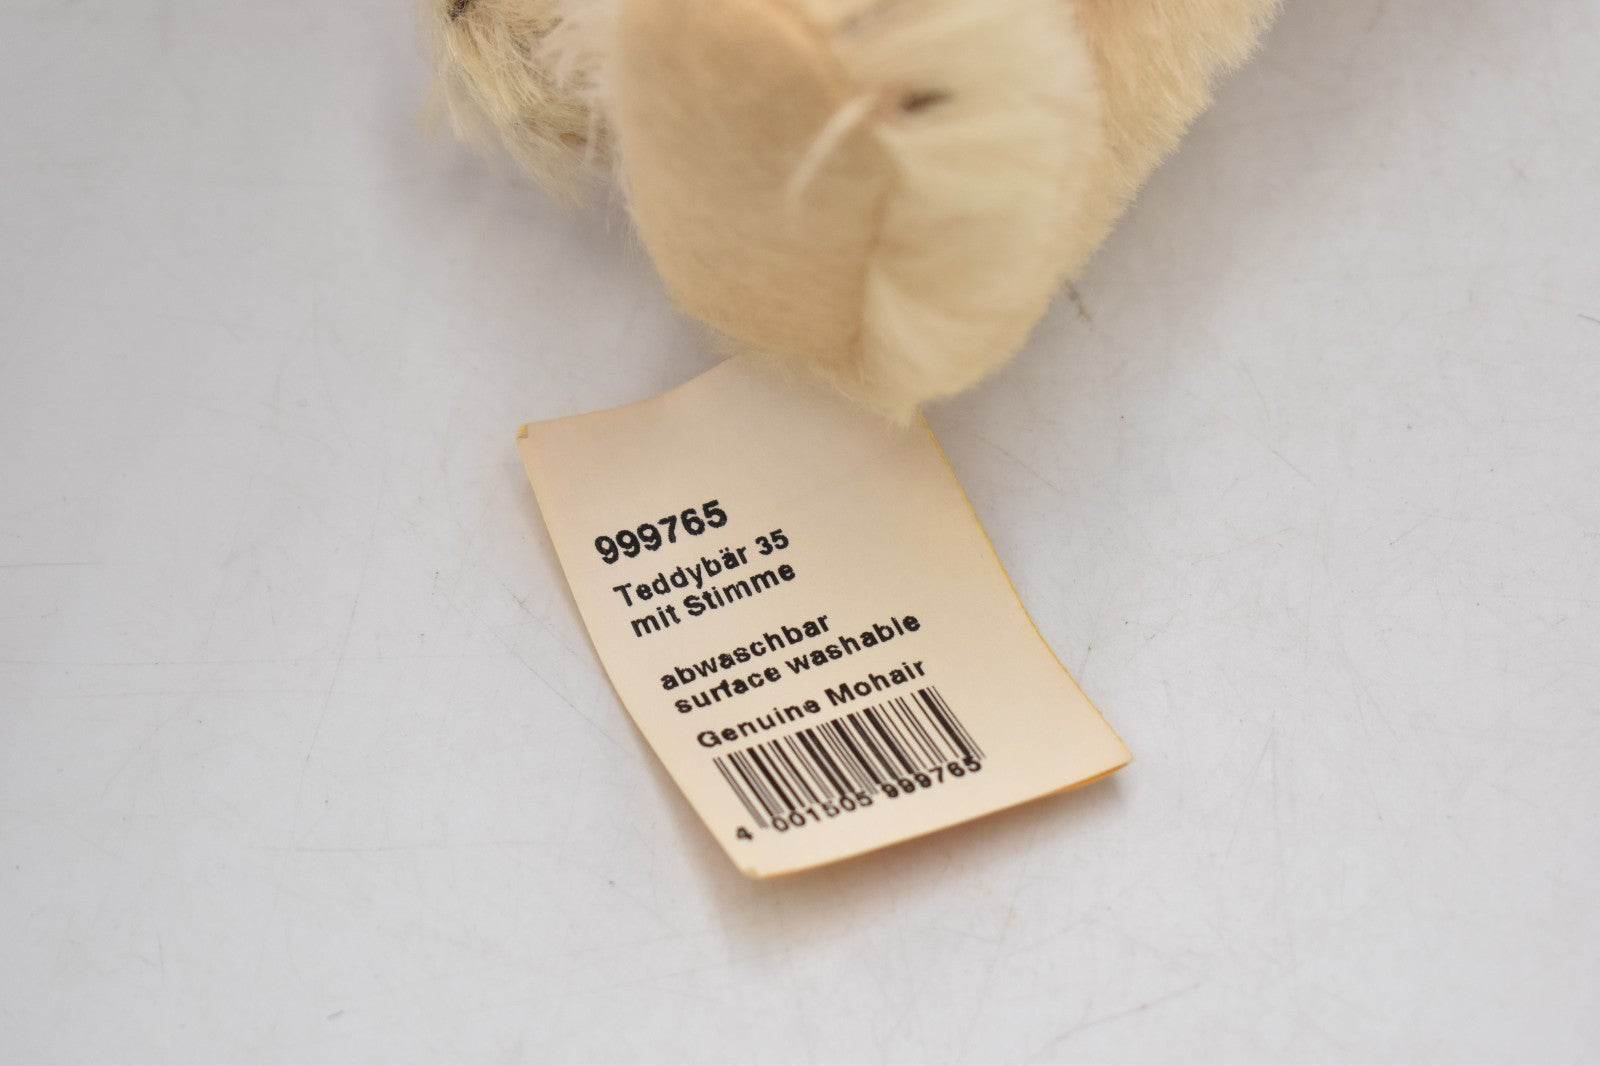 999765
Teddybär 35
mit Stimme
abwaschbar
surface washable
Genuine Mohair
4 001505 999765